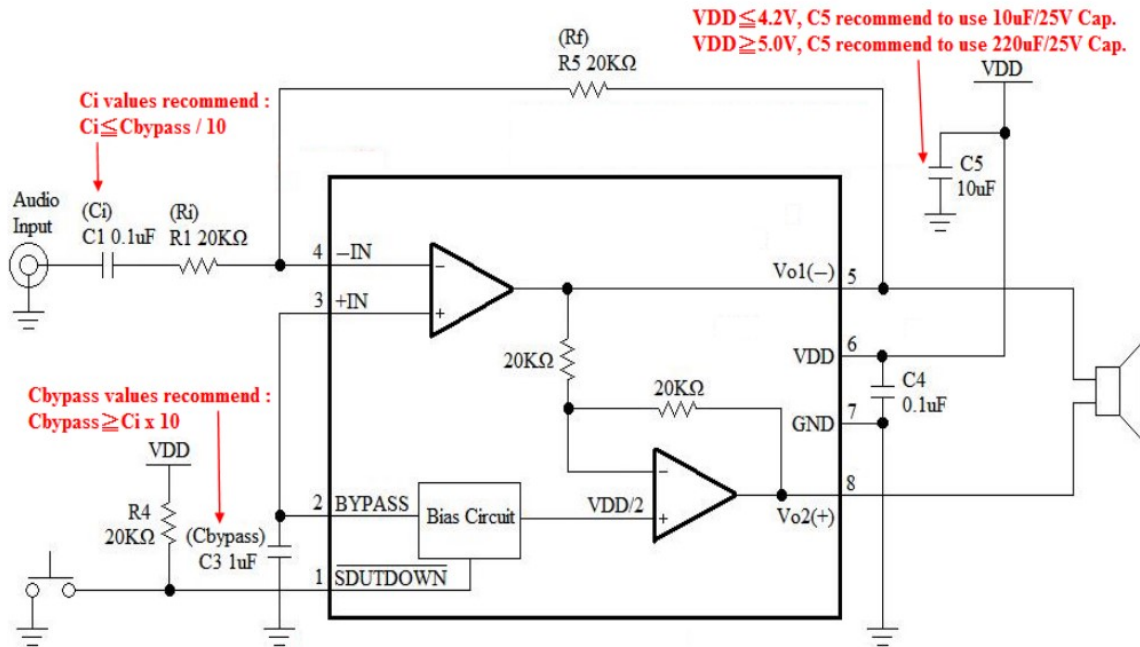 VDD≦4.2V, C5 recommend to use 10uF/25V Cap.
VDD≧5.0V, C5 recommend to use 220uF/25V Cap.
(Rf)
R5 20KΩ
VDD
Ci values recommend :
Ci≦Cbypass / 10
C5
10uF
Audio
Input
(Ci)
C1 0.1uF
(Ri)
R1 20KΩ
4
–IN
3
+IN
–
+
Vo1(–)
5
20KΩ
20KΩ
VDD
6
C4
0.1uF
GND
7
Cbypass values recommend :
Cbypass≧Ci x 10
VDD
R4
20KΩ
(Cbypass)
C3 1uF
2
BYPASS
Bias Circuit
VDD/2
–
+
Vo2(+)
8
1
SDUTDOWN